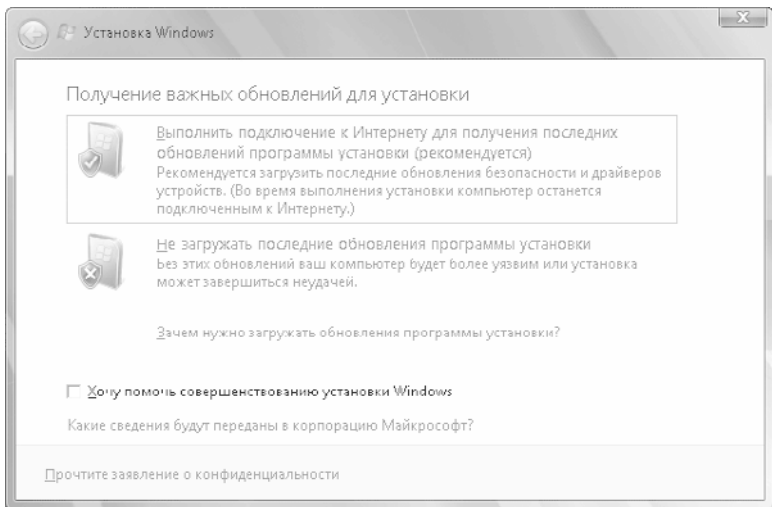 Установка Windows
Получение важных обновлений для установки
Выполнить подключение к Интернету для получения последних
обновлений программы установки (рекомендуется)
Рекомендуется загрузить последние обновления безопасности и драйверов
устройств. (Во время выполнения установки компьютер останется
подключенным к Интернету.)
Не загружать последние обновления программы установки
Без этих обновлений ваш компьютер будет более уязвим или установка
может завершиться неудачей.
Зачем нужно загружать обновления программы установки?
Хочу помочь совершенствованию установки Windows
Какие сведения будут переданы в корпорацию Майкрософт?
Прочтите заявление о конфиденциальности